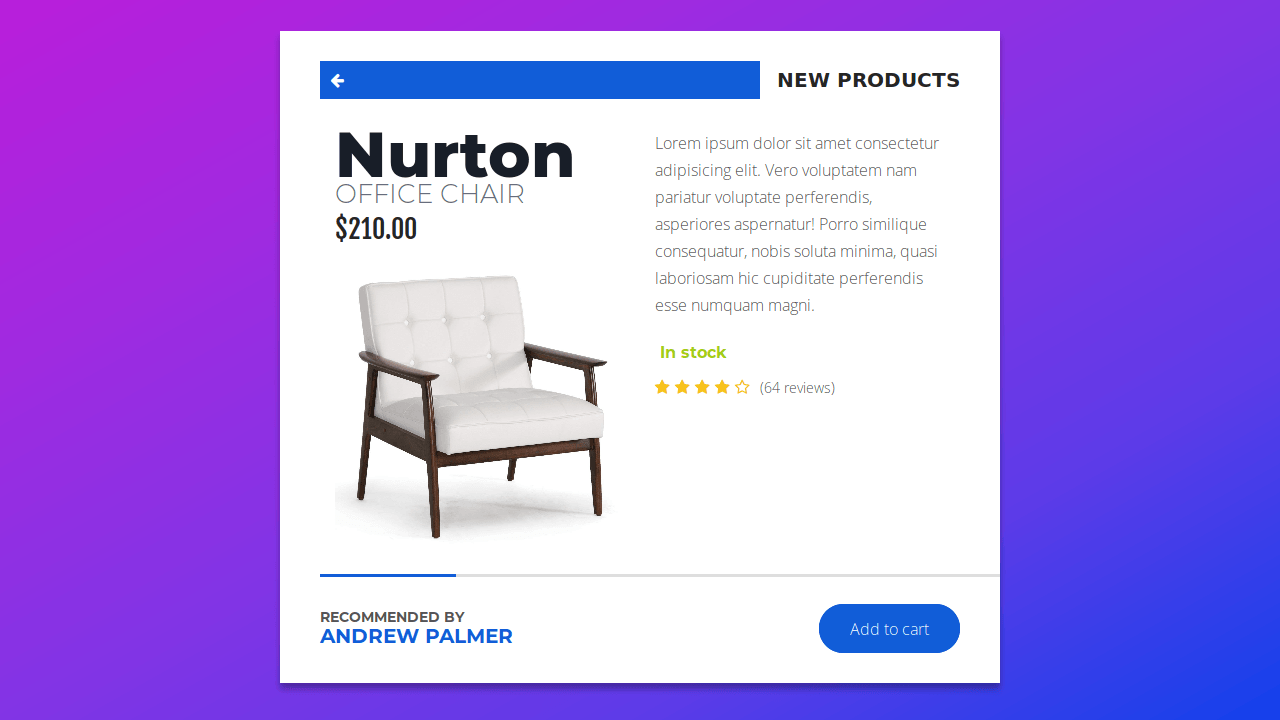 NEW PRODUCTS
Nurton
OFFICE CHAIR
$210.00
Lorem ipsum dolor sit amet consectetur
adipisicing elit. Vero voluptatem nam
pariatur voluptate perferendis,
asperiores aspernatur! Porro similique
consequatur, nobis soluta minima, quasi
laboriosam hic cupiditate perferendis
esse numquam magni.
In stock
(64 reviews)
RECOMMENDED BY
ANDREW PALMER
Add to cart